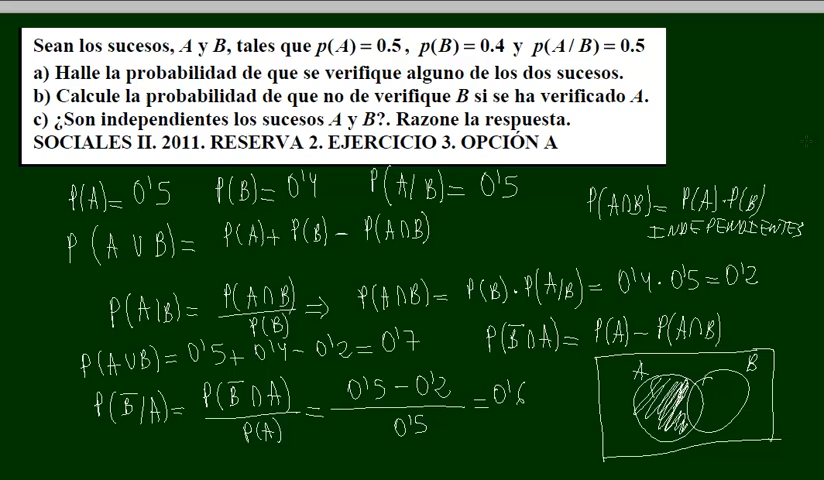 Sean los sucesos, A y B, tales que p(A) = 0.5 , p(B) = 0.4 y p(A / B) = 0.5
a) Halle la probabilidad de que se verifique alguno de los dos sucesos.
b) Calcule la probabilidad de que no de verifique B si se ha verificado A.
c) ¿Son independientes los sucesos A y B?. Razone la respuesta.
SOCIALES II. 2011. RESERVA 2. EJERCICIO 3. OPCIÓN A
P(A)= 0'5 P(B)= 0'4 P(A/B)= 0'5
P(A∩B)= P(A)·P(B)
INDEPENDIENTES
P(A∪B)= P(A)+P(B)-P(A∩B)
P(A|B)= P(A∩B)/P(B) ⇒ P(A∩B)= P(B)·P(A/B)= 0'4·0'5=0'2
P(A∪B)= 0'5+0'4-0'2=0'7
P(B̅∩A)= P(A)-P(A∩B)
P(B̅/A)= P(B̅∩A)/P(A) = 0'5-0'2/0'5 =0'6
A B